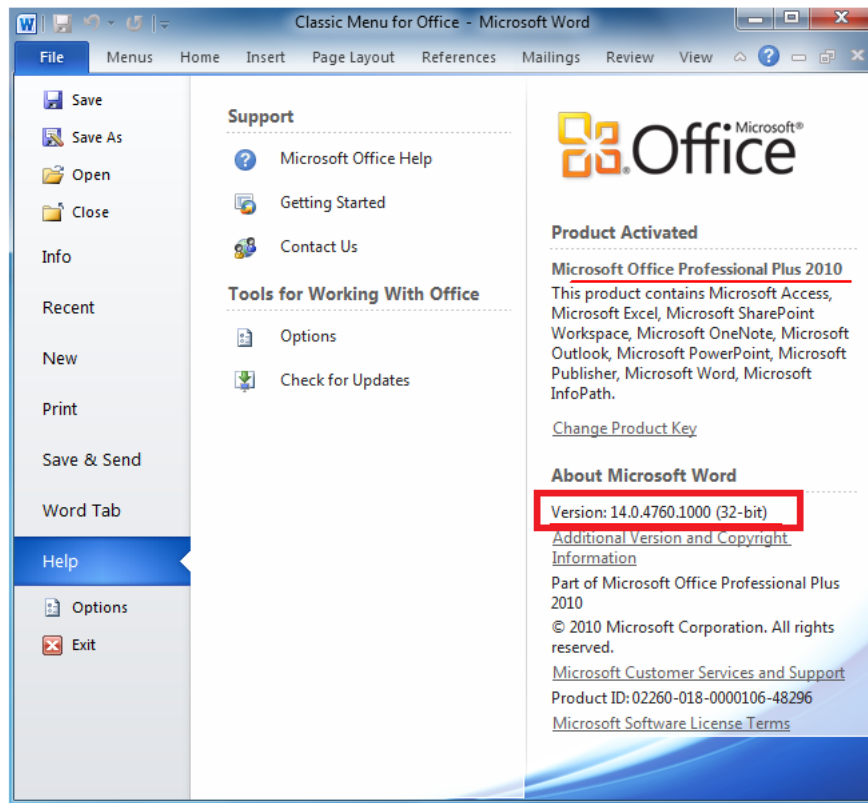 Classic Menu for Office - Microsoft Word
File Menus Home Insert Page Layout References Mailings Review View
Save
Save As
Open
Close
Info
Recent
New
Print
Save & Send
Word Tab
Help
Options
Exit
Support
Microsoft Office Help
Getting Started
Contact Us
Tools for Working With Office
Options
Check for Updates
Microsoft®
Office
Product Activated
Microsoft Office Professional Plus 2010
This product contains Microsoft Access,
Microsoft Excel, Microsoft SharePoint
Workspace, Microsoft OneNote, Microsoft
Outlook, Microsoft PowerPoint, Microsoft
Publisher, Microsoft Word, Microsoft
InfoPath.
Change Product Key
About Microsoft Word
Version: 14.0.4760.1000 (32-bit)
Additional Version and Copyright
Information
Part of Microsoft Office Professional Plus
2010
© 2010 Microsoft Corporation. All rights
reserved.
Microsoft Customer Services and Support
Product ID: 02260-018-0000106-48296
Microsoft Software License Terms